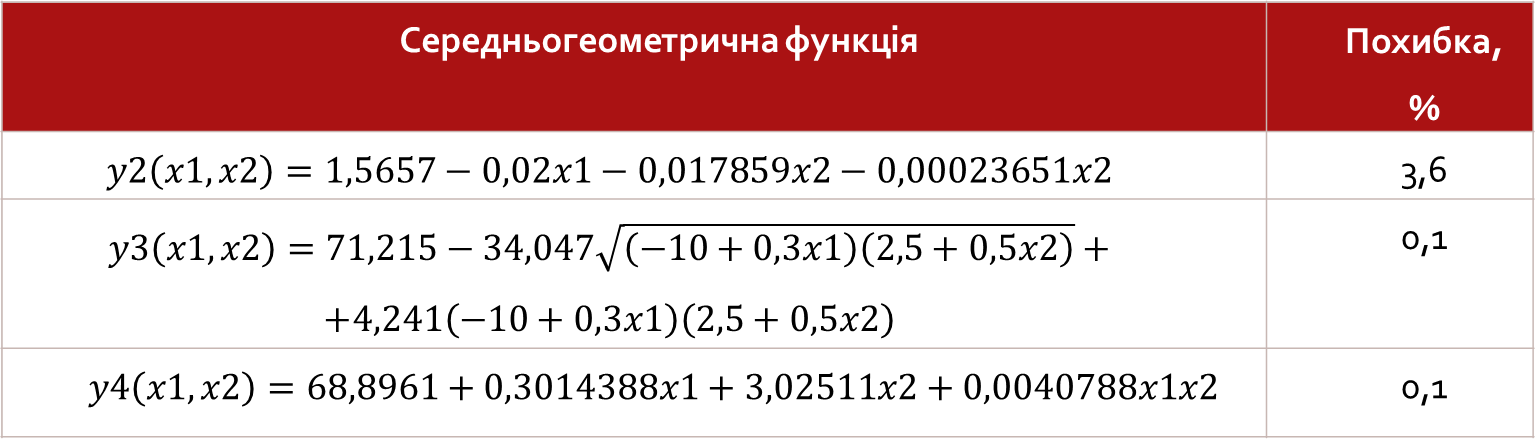 Середньогеометрична функція
Похибка,
%
𝑦2(𝑥1, 𝑥2) = 1,5657 − 0,02𝑥1 − 0,017859𝑥2 − 0,00023651𝑥2
3,6
𝑦3(𝑥1, 𝑥2) = 71,215 − 34,047√(−10 + 0,3𝑥1)(2,5 + 0,5𝑥2) +
+4,241(−10 + 0,3𝑥1)(2,5 + 0,5𝑥2)
0,1
𝑦4(𝑥1, 𝑥2) = 68,8961 + 0,3014388𝑥1 + 3,02511𝑥2 + 0,0040788𝑥1𝑥2
0,1